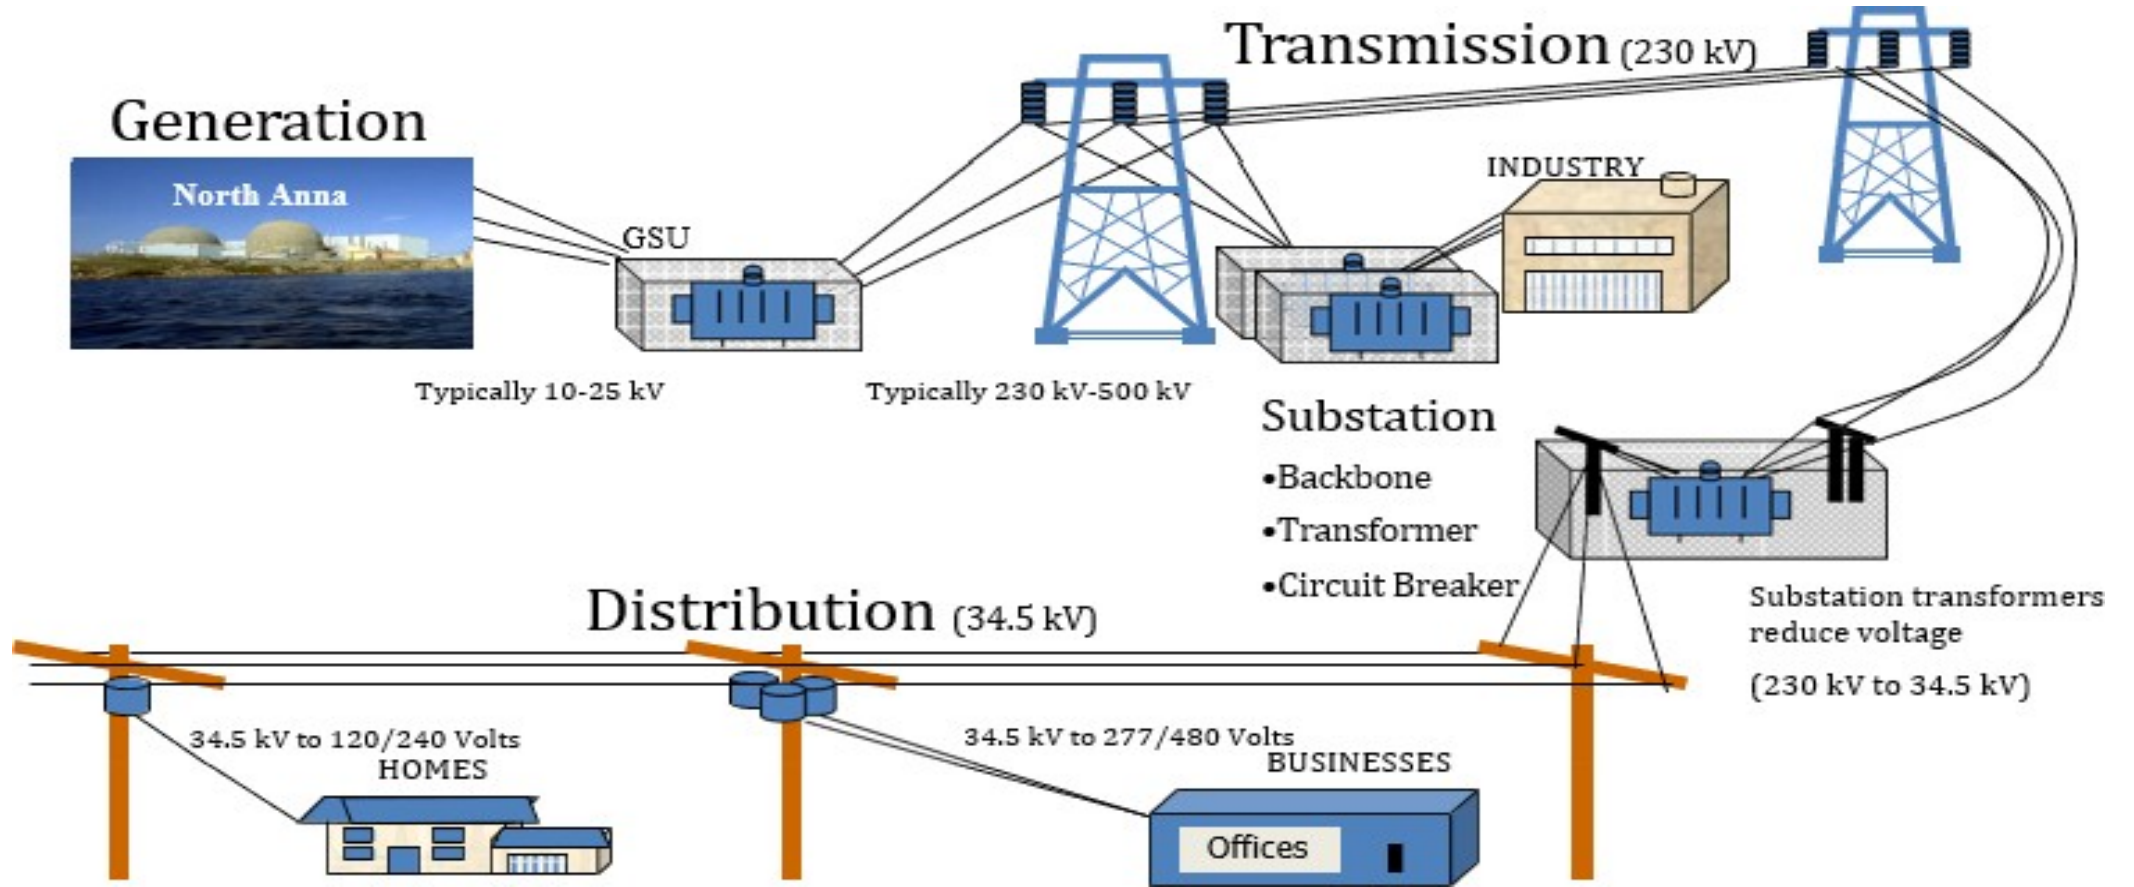 Transmission (230 kV)
Generation
North Anna
GSU
INDUSTRY
Typically 10-25 kV
Typically 230 kV-500 kV
Substation
•Backbone
•Transformer
•Circuit Breaker
Substation transformers
reduce voltage
(230 kV to 34.5 kV)
Distribution (34.5 kV)
34.5 kV to 120/240 Volts
HOMES
34.5 kV to 277/480 Volts
BUSINESSES
Offices